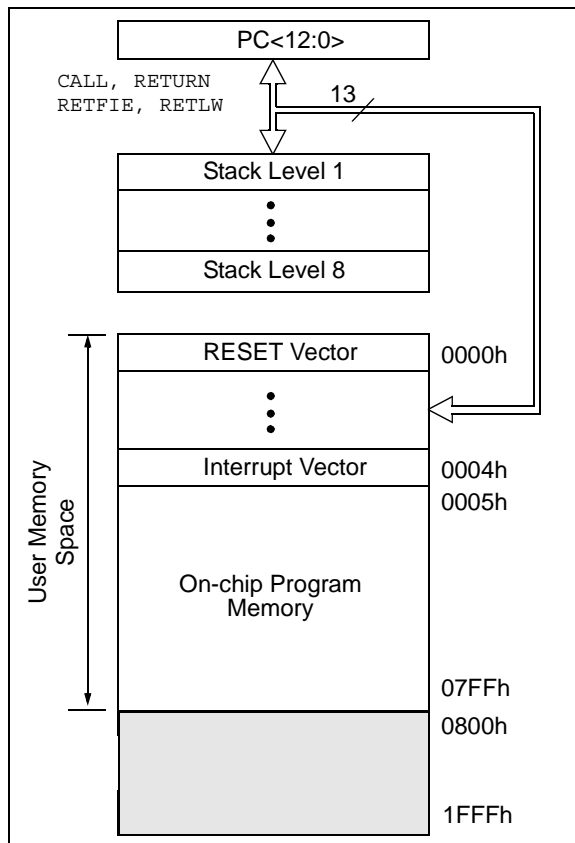 PC<12:0>
CALL, RETURN
RETFIE, RETLW
13
Stack Level 1
Stack Level 8
RESET Vector
0000h
Interrupt Vector
0004h
0005h
User Memory
Space
On-chip Program
Memory
07FFh
0800h
1FFFh